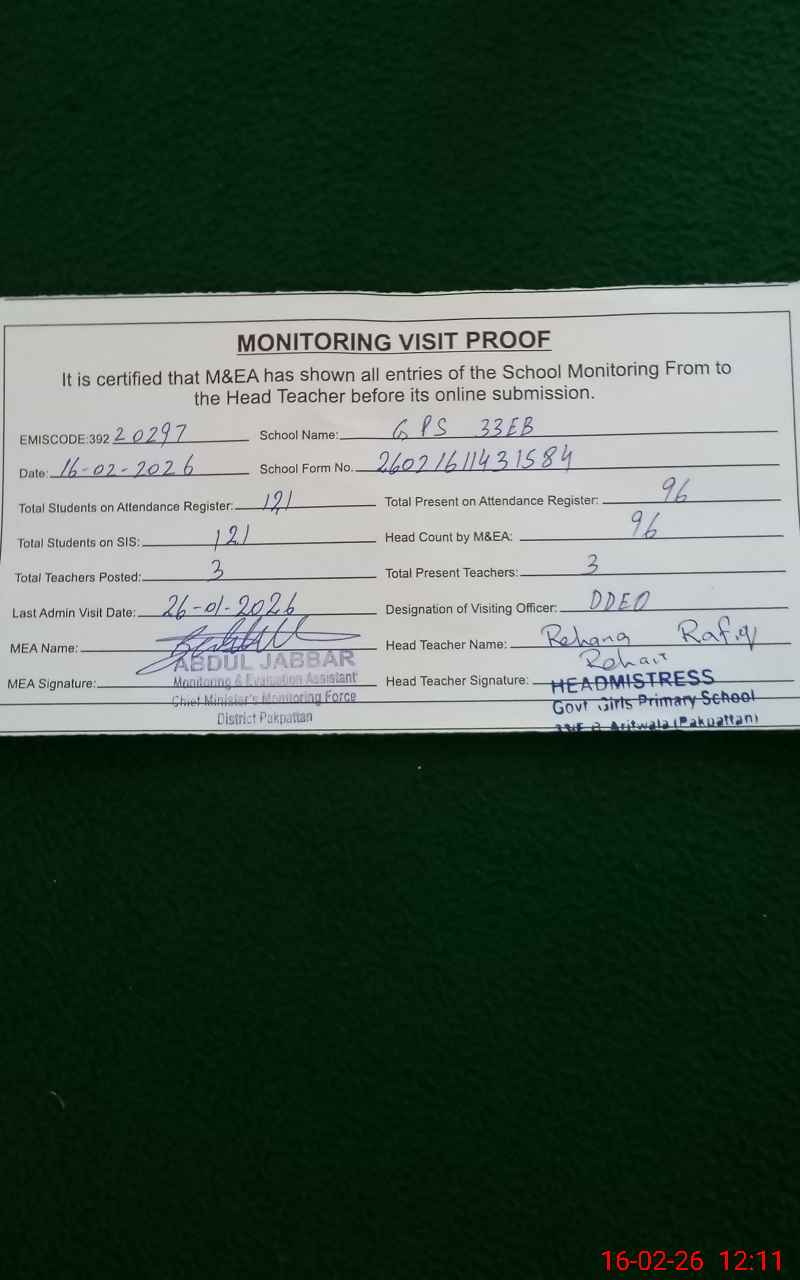 MONITORING VISIT PROOF
It is certified that M&EA has shown all entries of the School Monitoring From to
the Head Teacher before its online submission.
EMISCODE:392 20297 School Name: GPS 33EB
Date: 16-02-2026 School Form No. 26021611431584
Total Students on Attendance Register: 121 Total Present on Attendance Register: 96
Total Students on SIS: 121 Head Count by M&EA: 96
Total Teachers Posted: 3 Total Present Teachers: 3
Last Admin Visit Date: 26-01-2026 Designation of Visiting Officer: DDEO
MEA Name: Head Teacher Name: Rehana Rafiq
MEA Signature: ABDUL JABBAR Head Teacher Signature:
Monitoring & Evaluation Assistant HEADMISTRESS
Chief Minister's Monitoring Force Govt Girls Primary School
District Pakpattan Arifwala (Pakpattan)
16-02-26 12:11